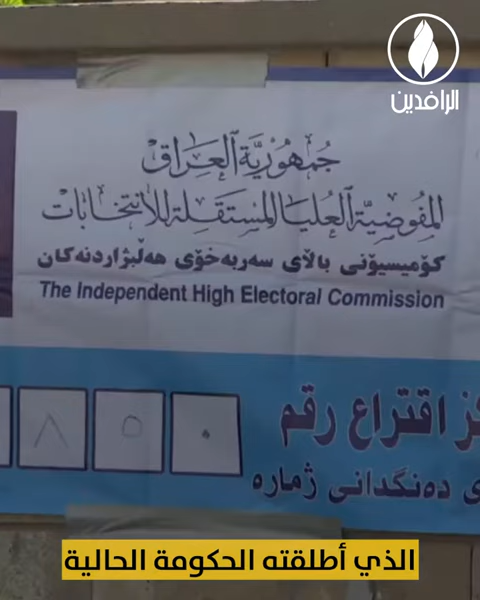 الرافدين
جمهورية العراق
المفوضية العليا المستقلة للانتخابات
كۆمیسیۆنی باڵای سەربەخۆی هەڵبژاردنەکان
The Independent High Electoral Commission
اقتراع رقم
٨ ٥ ٠
دەنگدانی ژمارە
الذي أطلقته الحكومة الحالية